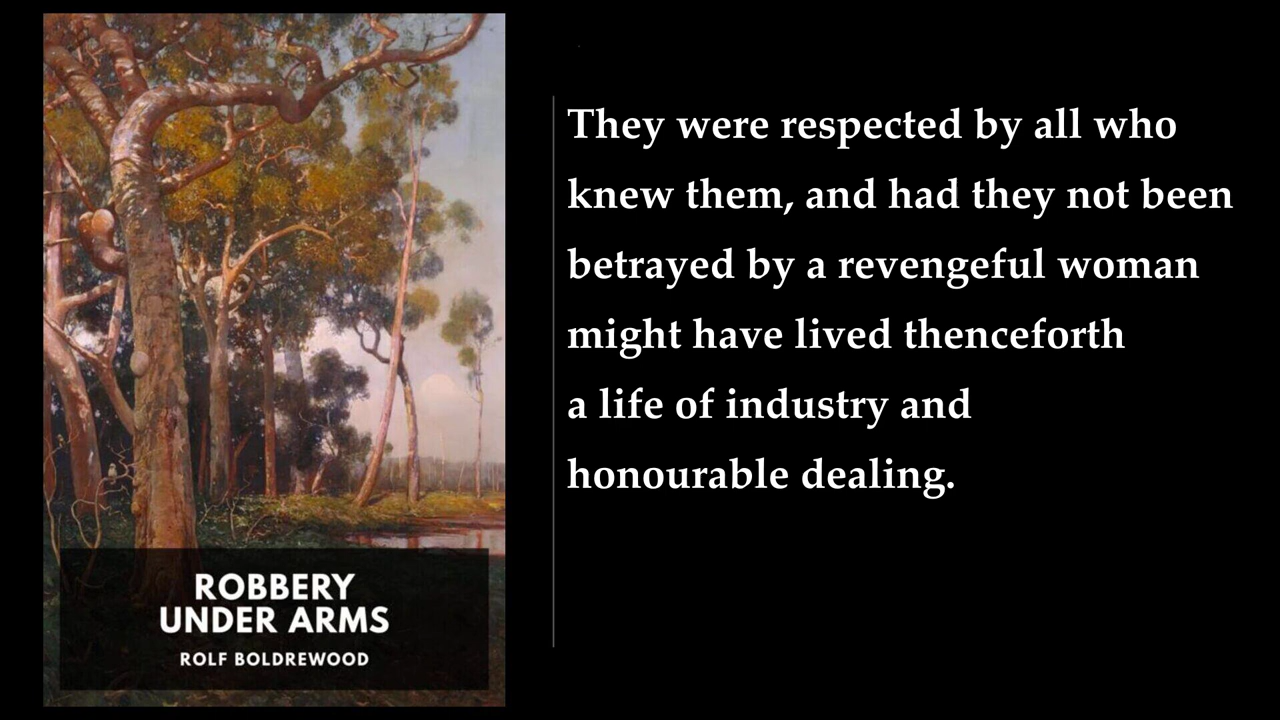 They were respected by all who
knew them, and had they not been
betrayed by a revengeful woman
might have lived thenceforth
a life of industry and
honourable dealing.
ROBBERY
UNDER ARMS
ROLF BOLDREWOOD